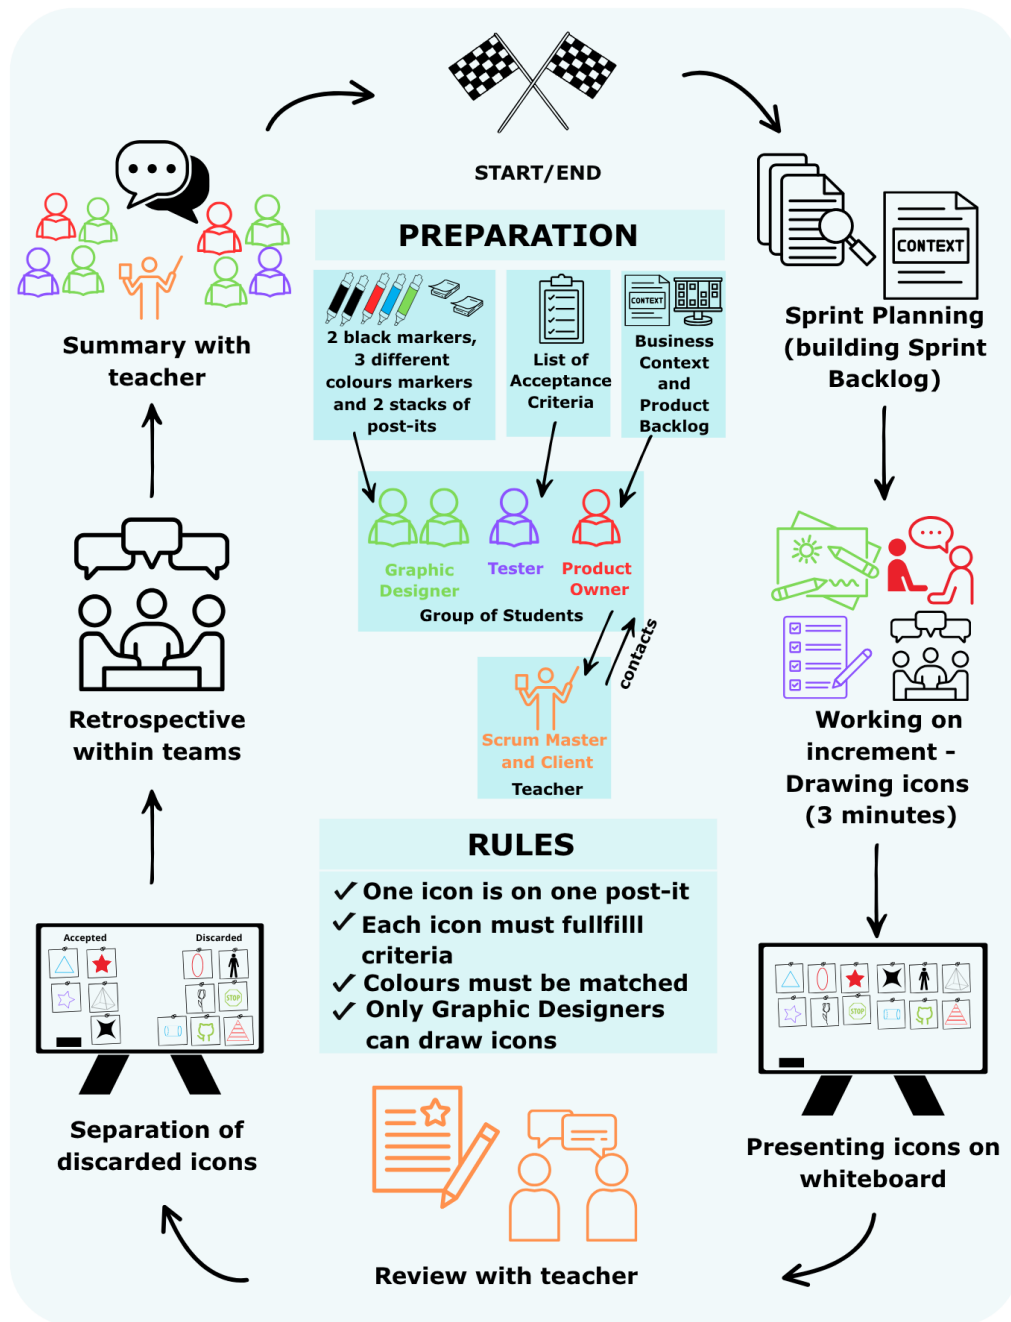 START/END
PREPARATION
2 black markers,
3 different
colours markers
and 2 stacks of
post-its
List of
Acceptance
Criteria
CONTEXT
Business
Context
and
Product
Backlog
Graphic
Designer
Tester
Product
Owner
Group of Students
contacts
Scrum Master
and Client
Teacher
RULES
One icon is on one post-it
Each icon must fullfilll
criteria
Colours must be matched
Only Graphic Designers
can draw icons
CONTEXT
Sprint Planning
(building Sprint
Backlog)
Working on
increment -
Drawing icons
(3 minutes)
STOP
Presenting icons on
whiteboard
Review with teacher
Accepted
Discarded
STOP
Separation of
discarded icons
Retrospective
within teams
Summary with
teacher